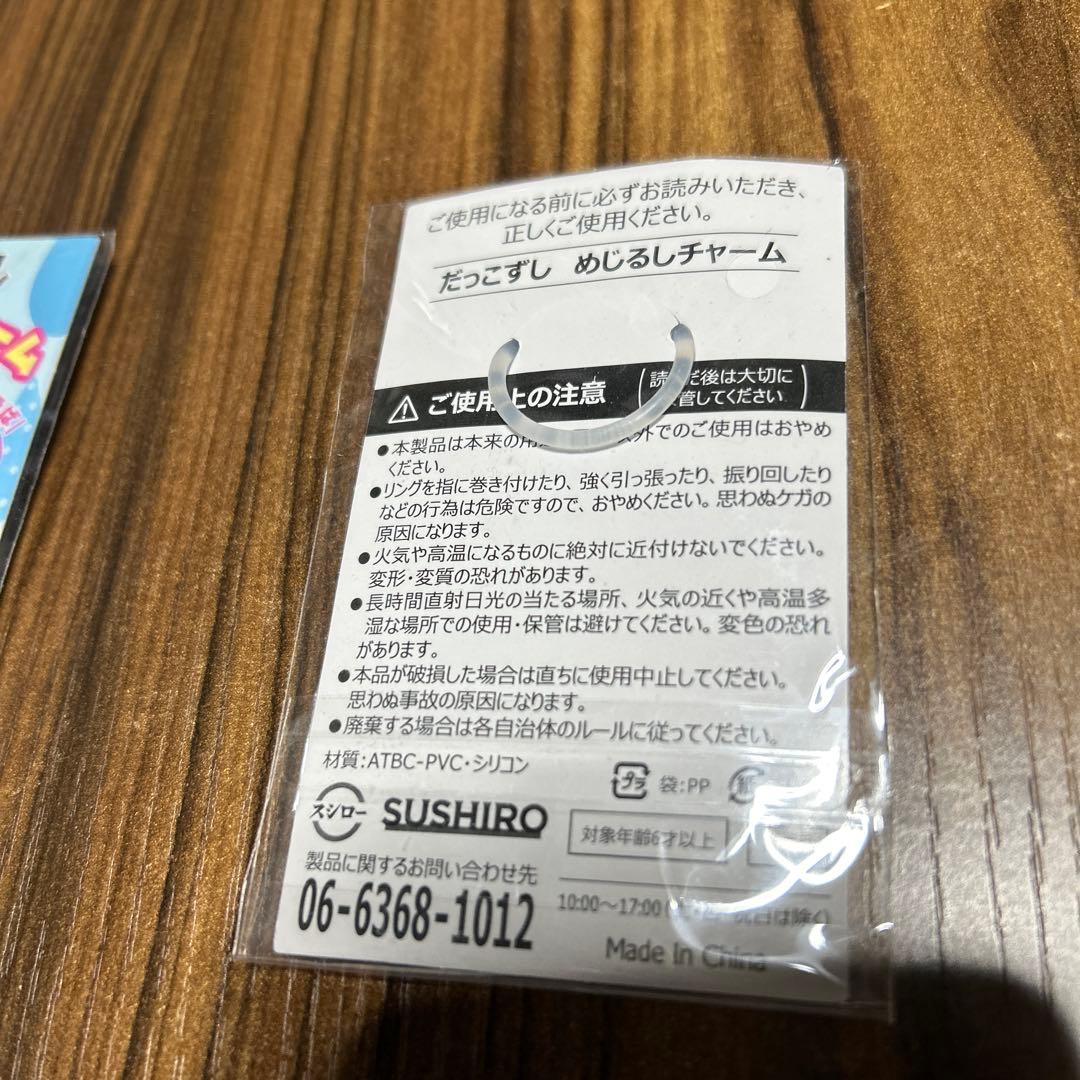 ご使用になる前に必ずお読みいただき、
正しくご使用ください。
だっこずし めじるしチャーム
ご使用上の注意
読 だ後は大切に
管してください
●本製品は本来の用 外でのご使用はおやめ
ください。
●リングを指に巻き付けたり、強く引っ張ったり、振り回したり
などの行為は危険ですので、おやめください。思わぬケガの
原因になります。
●火気や高温になるものに絶対に近付けないでください。
変形・変質の恐れがあります。
●長時間直射日光の当たる場所、火気の近くや高温多
湿な場所での使用・保管は避けてください。変色の恐れ
があります。
●本品が破損した場合は直ちに使用中止してください。
思わぬ事故の原因になります。
●廃棄する場合は各自治体のルールに従ってください。
材質:ATBC-PVC・シリコン
プラ 袋:PP 紙
スシロー SUSHIRO
対象年齢6才以上
製品に関するお問い合わせ先
06-6368-1012
10:00～17:00( 祝日は除く)
Made In China
ーム